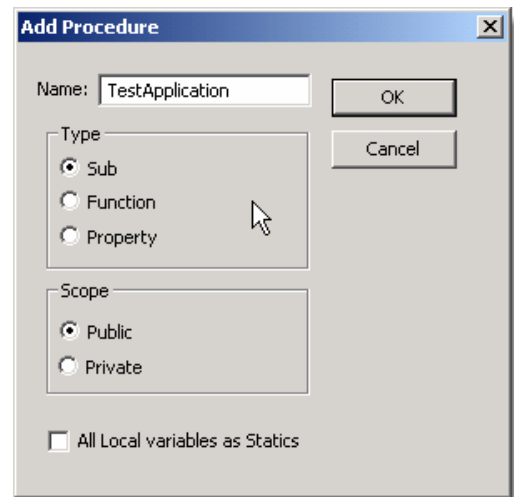 Add Procedure
Name: TestApplication
OK
Type
Cancel
Sub
Function
Property
Scope
Public
Private
All Local variables as Statics